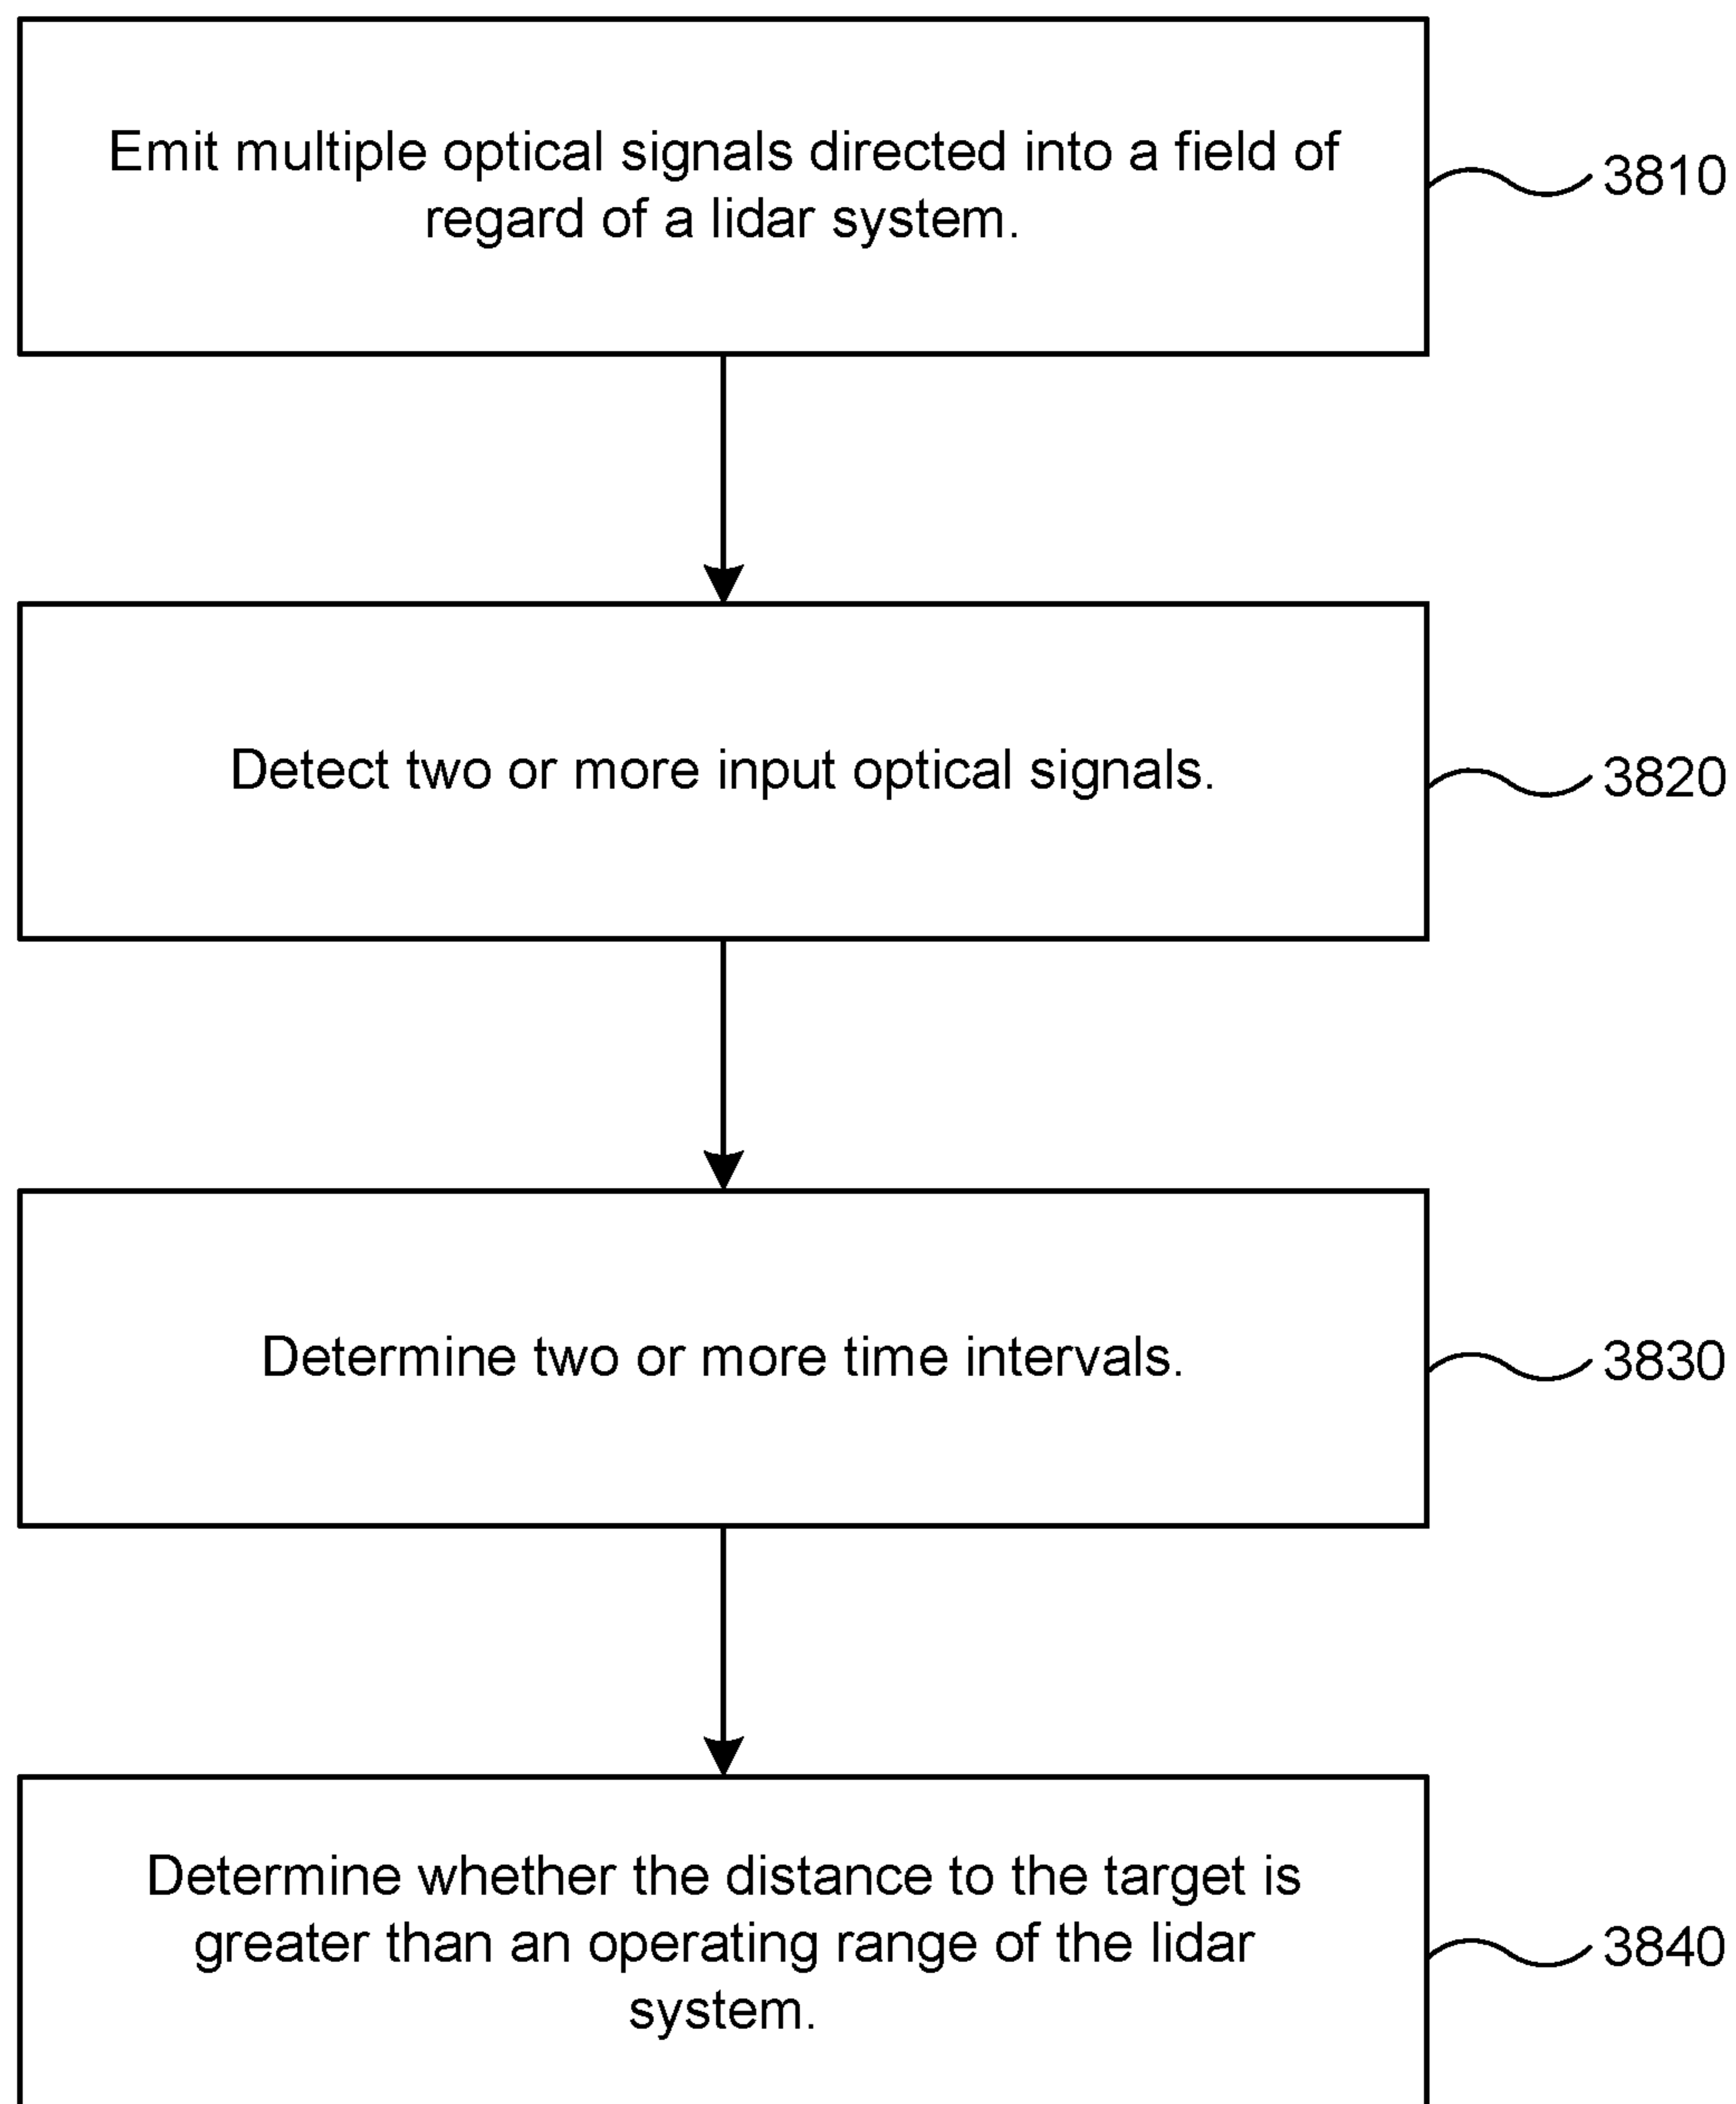 Emit multiple optical signals directed into a field of
regard of a lidar system.
3810
Detect two or more input optical signals.
3820
Determine two or more time intervals.
3830
Determine whether the distance to the target is
greater than an operating range of the lidar
system.
3840